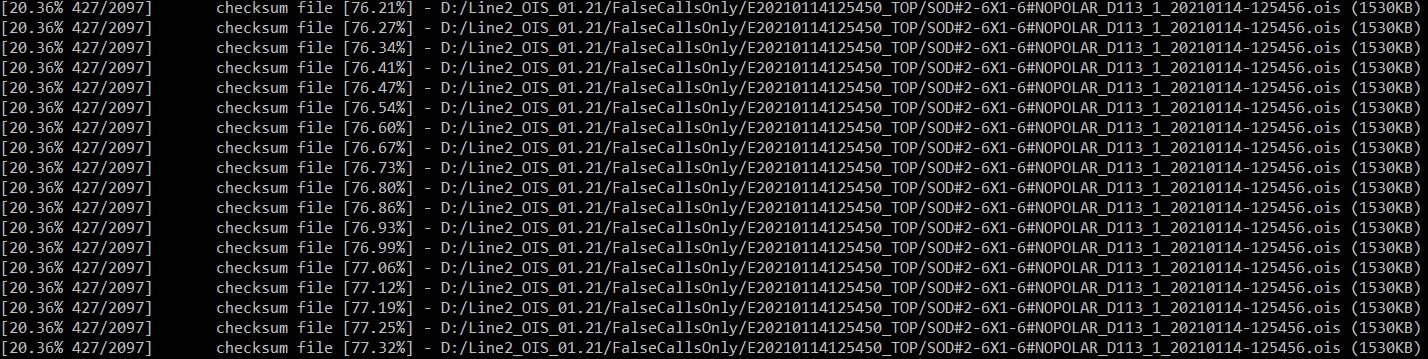 [20.36% 427/2097]       checksum file [76.21%] - D:/Line2_OIS_01.21/FalseCallsOnly/E20210114125450_TOP/SOD#2-6X1-6#NOPOLAR_D113_1_20210114-125456.ois (1530KB)
[20.36% 427/2097]       checksum file [76.27%] - D:/Line2_OIS_01.21/FalseCallsOnly/E20210114125450_TOP/SOD#2-6X1-6#NOPOLAR_D113_1_20210114-125456.ois (1530KB)
[20.36% 427/2097]       checksum file [76.34%] - D:/Line2_OIS_01.21/FalseCallsOnly/E20210114125450_TOP/SOD#2-6X1-6#NOPOLAR_D113_1_20210114-125456.ois (1530KB)
[20.36% 427/2097]       checksum file [76.41%] - D:/Line2_OIS_01.21/FalseCallsOnly/E20210114125450_TOP/SOD#2-6X1-6#NOPOLAR_D113_1_20210114-125456.ois (1530KB)
[20.36% 427/2097]       checksum file [76.47%] - D:/Line2_OIS_01.21/FalseCallsOnly/E20210114125450_TOP/SOD#2-6X1-6#NOPOLAR_D113_1_20210114-125456.ois (1530KB)
[20.36% 427/2097]       checksum file [76.54%] - D:/Line2_OIS_01.21/FalseCallsOnly/E20210114125450_TOP/SOD#2-6X1-6#NOPOLAR_D113_1_20210114-125456.ois (1530KB)
[20.36% 427/2097]       checksum file [76.60%] - D:/Line2_OIS_01.21/FalseCallsOnly/E20210114125450_TOP/SOD#2-6X1-6#NOPOLAR_D113_1_20210114-125456.ois (1530KB)
[20.36% 427/2097]       checksum file [76.67%] - D:/Line2_OIS_01.21/FalseCallsOnly/E20210114125450_TOP/SOD#2-6X1-6#NOPOLAR_D113_1_20210114-125456.ois (1530KB)
[20.36% 427/2097]       checksum file [76.73%] - D:/Line2_OIS_01.21/FalseCallsOnly/E20210114125450_TOP/SOD#2-6X1-6#NOPOLAR_D113_1_20210114-125456.ois (1530KB)
[20.36% 427/2097]       checksum file [76.80%] - D:/Line2_OIS_01.21/FalseCallsOnly/E20210114125450_TOP/SOD#2-6X1-6#NOPOLAR_D113_1_20210114-125456.ois (1530KB)
[20.36% 427/2097]       checksum file [76.86%] - D:/Line2_OIS_01.21/FalseCallsOnly/E20210114125450_TOP/SOD#2-6X1-6#NOPOLAR_D113_1_20210114-125456.ois (1530KB)
[20.36% 427/2097]       checksum file [76.93%] - D:/Line2_OIS_01.21/FalseCallsOnly/E20210114125450_TOP/SOD#2-6X1-6#NOPOLAR_D113_1_20210114-125456.ois (1530KB)
[20.36% 427/2097]       checksum file [76.99%] - D:/Line2_OIS_01.21/FalseCallsOnly/E20210114125450_TOP/SOD#2-6X1-6#NOPOLAR_D113_1_20210114-125456.ois (1530KB)
[20.36% 427/2097]       checksum file [77.06%] - D:/Line2_OIS_01.21/FalseCallsOnly/E20210114125450_TOP/SOD#2-6X1-6#NOPOLAR_D113_1_20210114-125456.ois (1530KB)
[20.36% 427/2097]       checksum file [77.12%] - D:/Line2_OIS_01.21/FalseCallsOnly/E20210114125450_TOP/SOD#2-6X1-6#NOPOLAR_D113_1_20210114-125456.ois (1530KB)
[20.36% 427/2097]       checksum file [77.19%] - D:/Line2_OIS_01.21/FalseCallsOnly/E20210114125450_TOP/SOD#2-6X1-6#NOPOLAR_D113_1_20210114-125456.ois (1530KB)
[20.36% 427/2097]       checksum file [77.25%] - D:/Line2_OIS_01.21/FalseCallsOnly/E20210114125450_TOP/SOD#2-6X1-6#NOPOLAR_D113_1_20210114-125456.ois (1530KB)
[20.36% 427/2097]       checksum file [77.32%] - D:/Line2_OIS_01.21/FalseCallsOnly/E20210114125450_TOP/SOD#2-6X1-6#NOPOLAR_D113_1_20210114-125456.ois (1530KB)